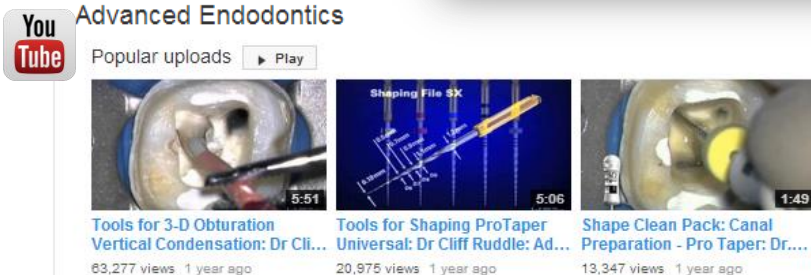 You
Tube
Advanced Endodontics
Popular uploads
Play
Shaping File SX
5:51
5:06
1:49
Tools for 3-D Obturation
Vertical Condensation: Dr Cli...
Tools for Shaping ProTaper
Universal: Dr Cliff Ruddle: Ad...
Shape Clean Pack: Canal
Preparation - Pro Taper: Dr....
63,277 views 1 year ago
20,975 views 1 year ago
13,347 views 1 year ago